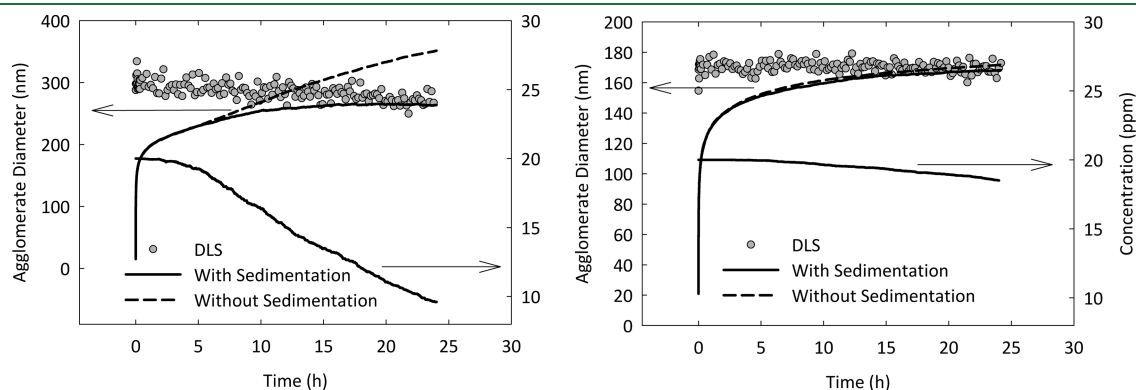 400
300
200
100
0
Agglomerate Diameter (nm)
30
25
20
15
10
DLS
With Sedimentation
Without Sedimentation
0 5 10 15 20 25 30
Time (h)
200
180
160
140
120
100
80
60
40
20
0
Agglomerate Diameter (nm)
30
25
20
15
10
Concentration (ppm)
DLS
With Sedimentation
Without Sedimentation
0 5 10 15 20 25 30
Time (h)